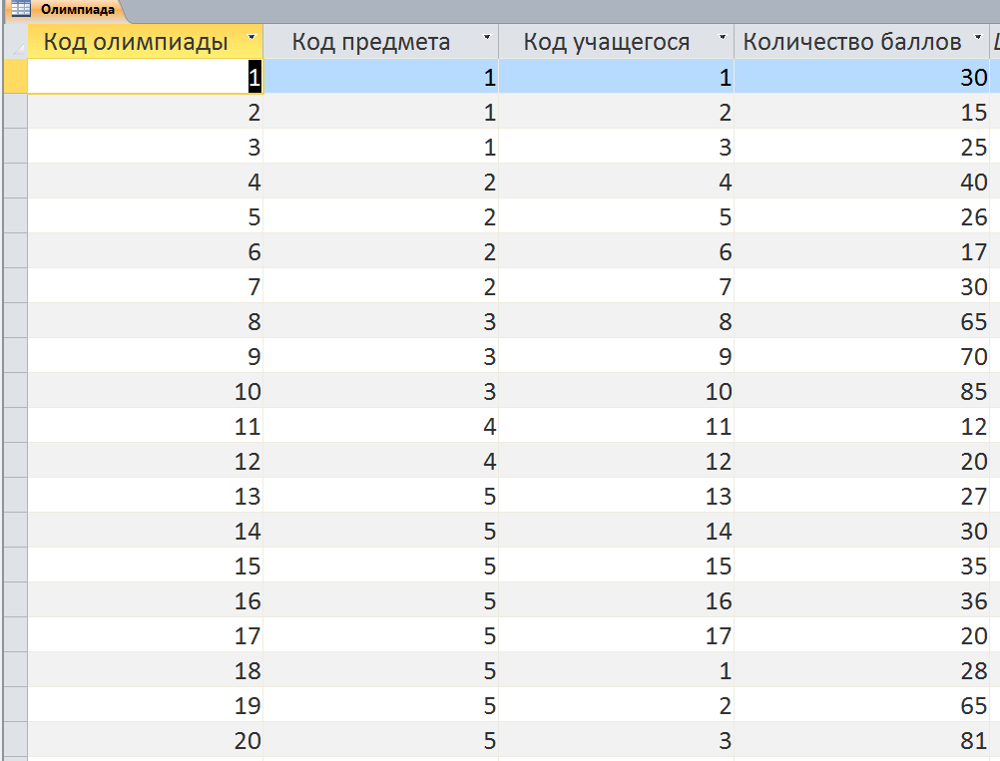 Олимпиада
Код олимпиады Код предмета Код учащегося Количество баллов
1 1 1 30
2 1 2 15
3 1 3 25
4 2 4 40
5 2 5 26
6 2 6 17
7 2 7 30
8 3 8 65
9 3 9 70
10 3 10 85
11 4 11 12
12 4 12 20
13 5 13 27
14 5 14 30
15 5 15 35
16 5 16 36
17 5 17 20
18 5 1 28
19 5 2 65
20 5 3 81